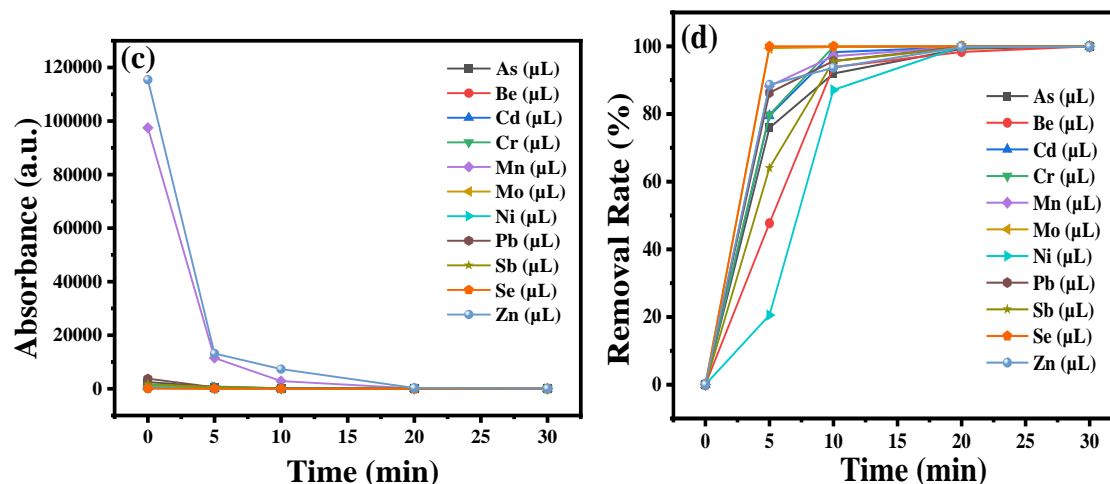 (c)
Absorbance (a.u.)
120000
100000
80000
60000
40000
20000
0
As (µL)
Be (µL)
Cd (µL)
Cr (µL)
Mn (µL)
Mo (µL)
Ni (µL)
Pb (µL)
Sb (µL)
Se (µL)
Zn (µL)
0 5 10 15 20 25 30
Time (min)
(d)
Removal Rate (%)
100
80
60
40
20
0
As (µL)
Be (µL)
Cd (µL)
Cr (µL)
Mn (µL)
Mo (µL)
Ni (µL)
Pb (µL)
Sb (µL)
Se (µL)
Zn (µL)
0 5 10 15 20 25 30
Time (min)